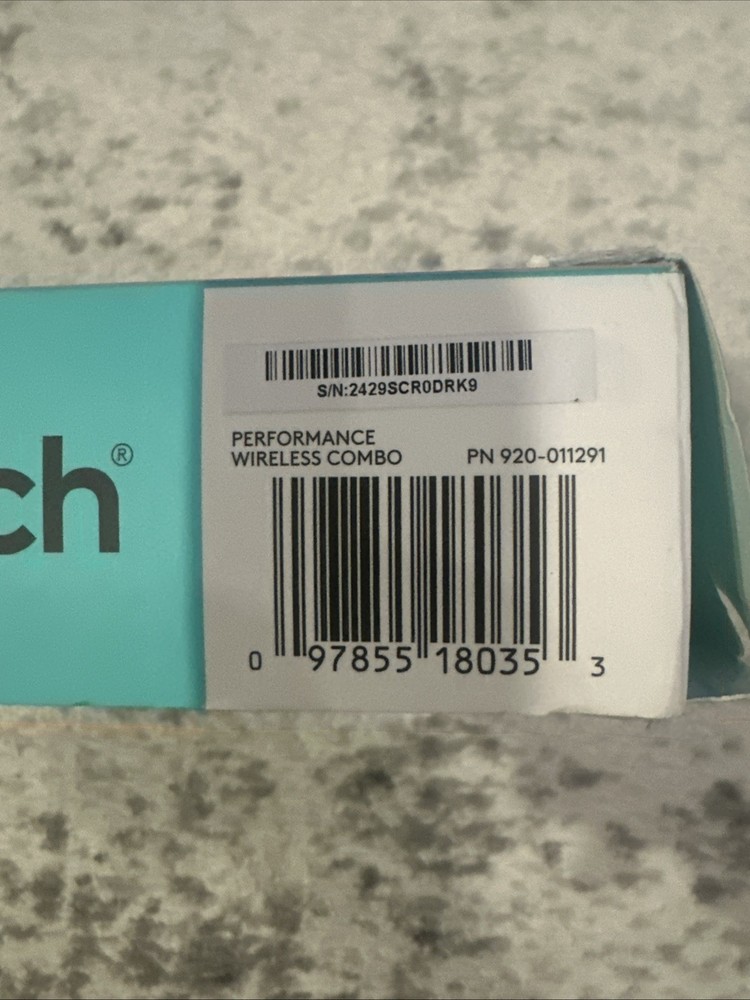 ch®
S/N:2429SCR0DRK9
PERFORMANCE
WIRELESS COMBO
PN 920-011291
0 97855 18035 3